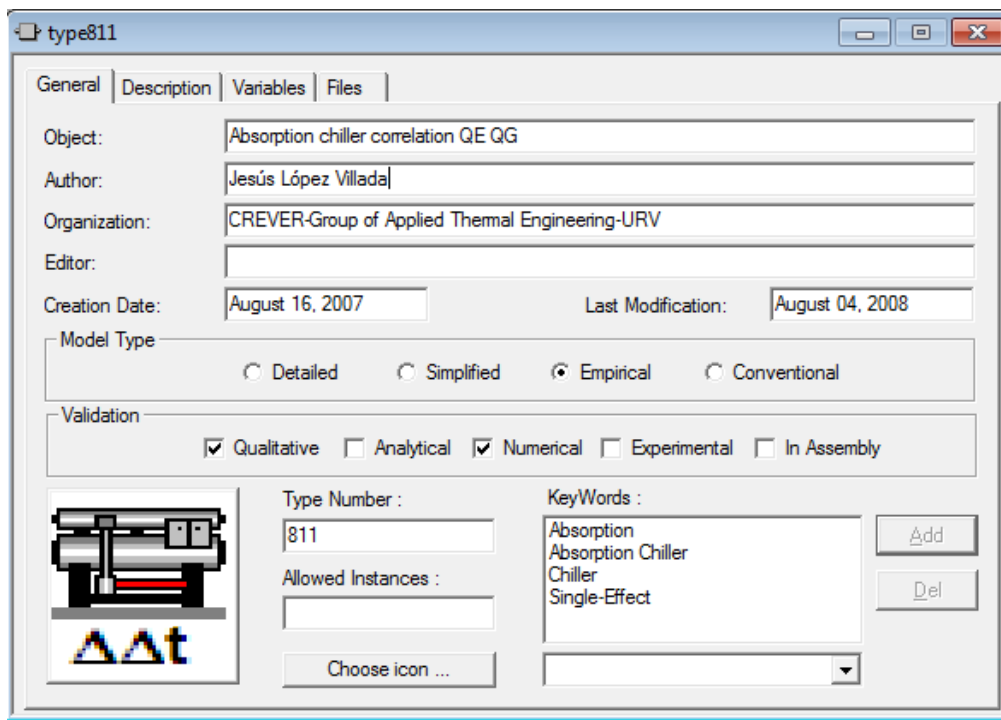 type811
General Description Variables Files
Object: Absorption chiller correlation QE QG
Author: Jesús López Villada
Organization: CREVER-Group of Applied Thermal Engineering-URV
Editor:
Creation Date: August 16, 2007 Last Modification: August 04, 2008
Model Type
Detailed Simplified Empirical Conventional
Validation
Qualitative Analytical Numerical Experimental In Assembly
Type Number : KeyWords :
811
Absorption
Absorption Chiller
Chiller
Single-Effect
Add
Allowed Instances :
Del
ΔΔt
Choose icon ...